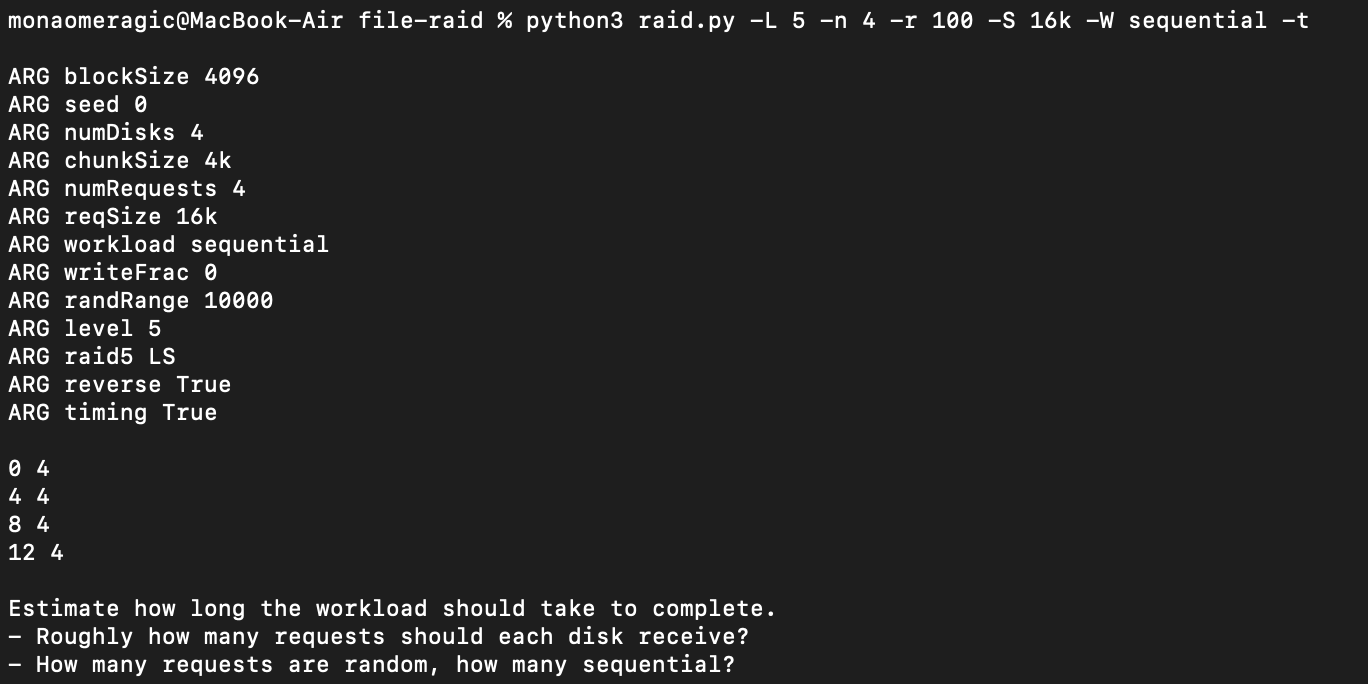 monaomeragic@MacBook-Air file-raid % python3 raid.py -L 5 -n 4 -r 100 -S 16k -W sequential -t
ARG blockSize 4096
ARG seed 0
ARG numDisks 4
ARG chunkSize 4k
ARG numRequests 4
ARG reqSize 16k
ARG workload sequential
ARG writeFrac 0
ARG randRange 10000
ARG level 5
ARG raid5 LS
ARG reverse True
ARG timing True
0 4
4 4
8 4
12 4
Estimate how long the workload should take to complete.
- Roughly how many requests should each disk receive?
- How many requests are random, how many sequential?